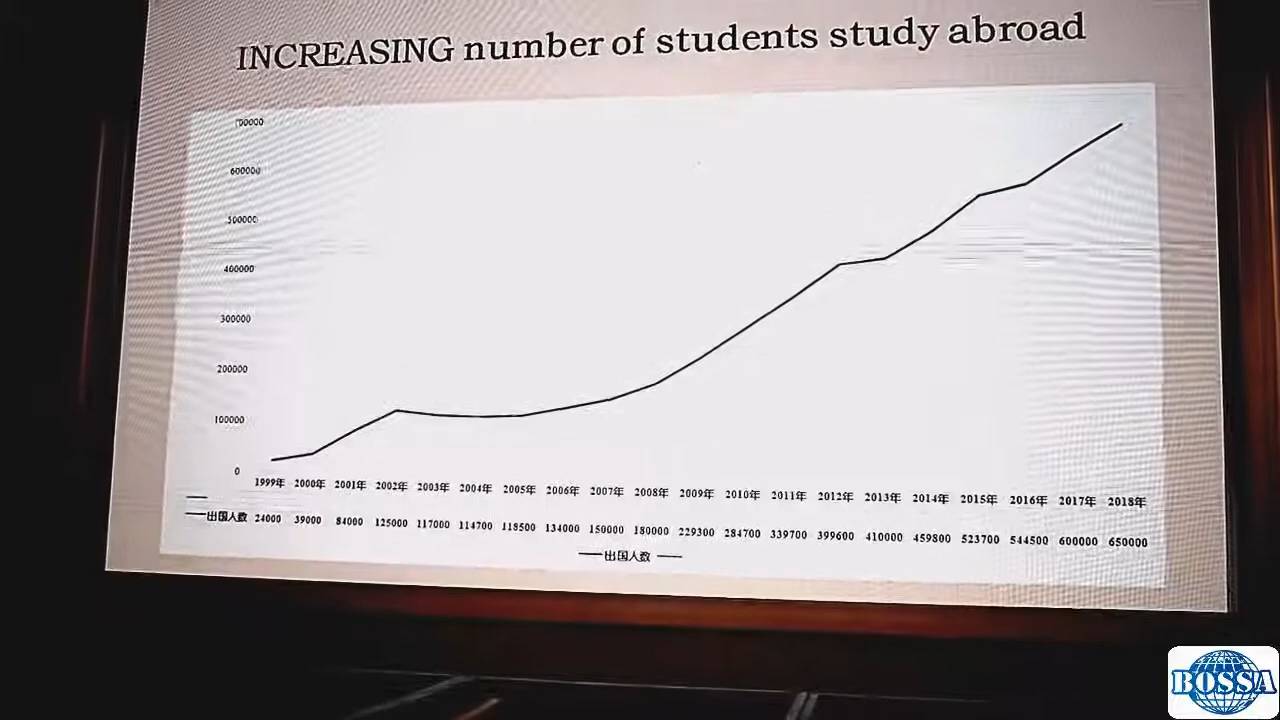 INCREASING number of students study abroad
700000
600000
500000
400000
300000
200000
100000
0
1999年 2000年 2001年 2002年 2003年 2004年 2005年 2006年 2007年 2008年 2009年 2010年 2011年 2012年 2013年 2014年 2015年 2016年 2017年 2018年
出国人数 24000 39000 84000 125000 117000 114700 118500 134000 150000 180000 229300 284700 339700 399600 410000 459800 523700 544500 600000 650000
出国人数
BOSSA